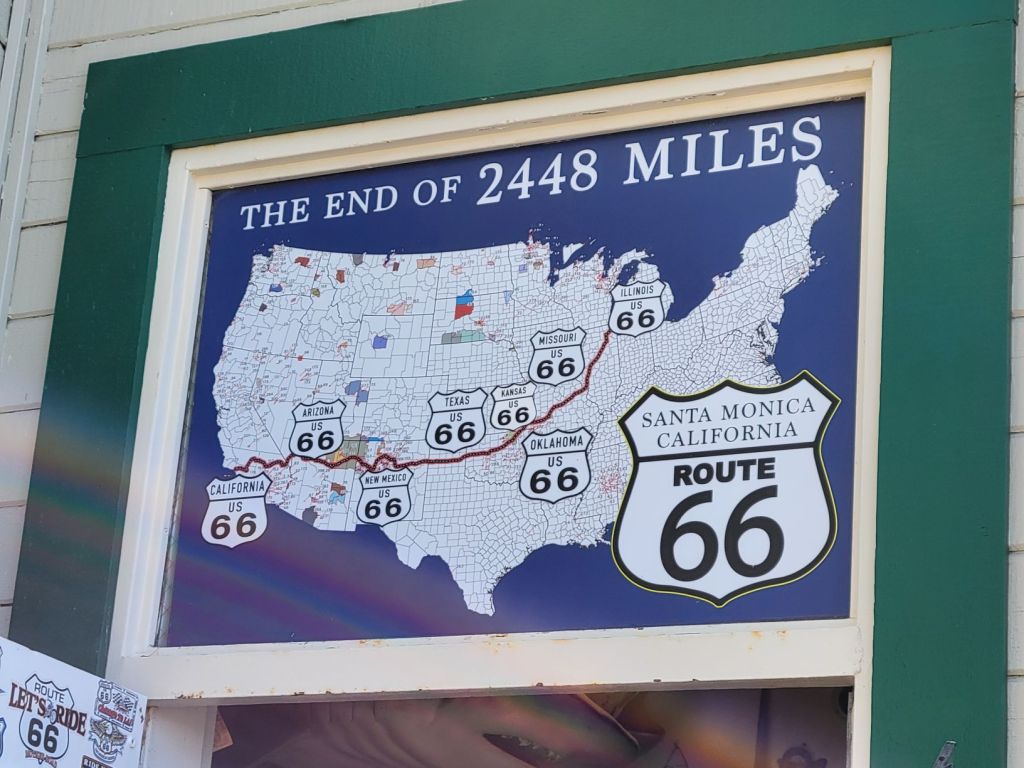 THE END OF 2448 MILES
ILLINOIS
US
66
MISSOURI
US
66
KANSAS
US
66
TEXAS
US
66
ARIZONA
US
66
OKLAHOMA
US
66
NEW MEXICO
US
66
CALIFORNIA
US
66
SANTA MONICA
CALIFORNIA
ROUTE
66
ROUTE
LET'S RIDE
66